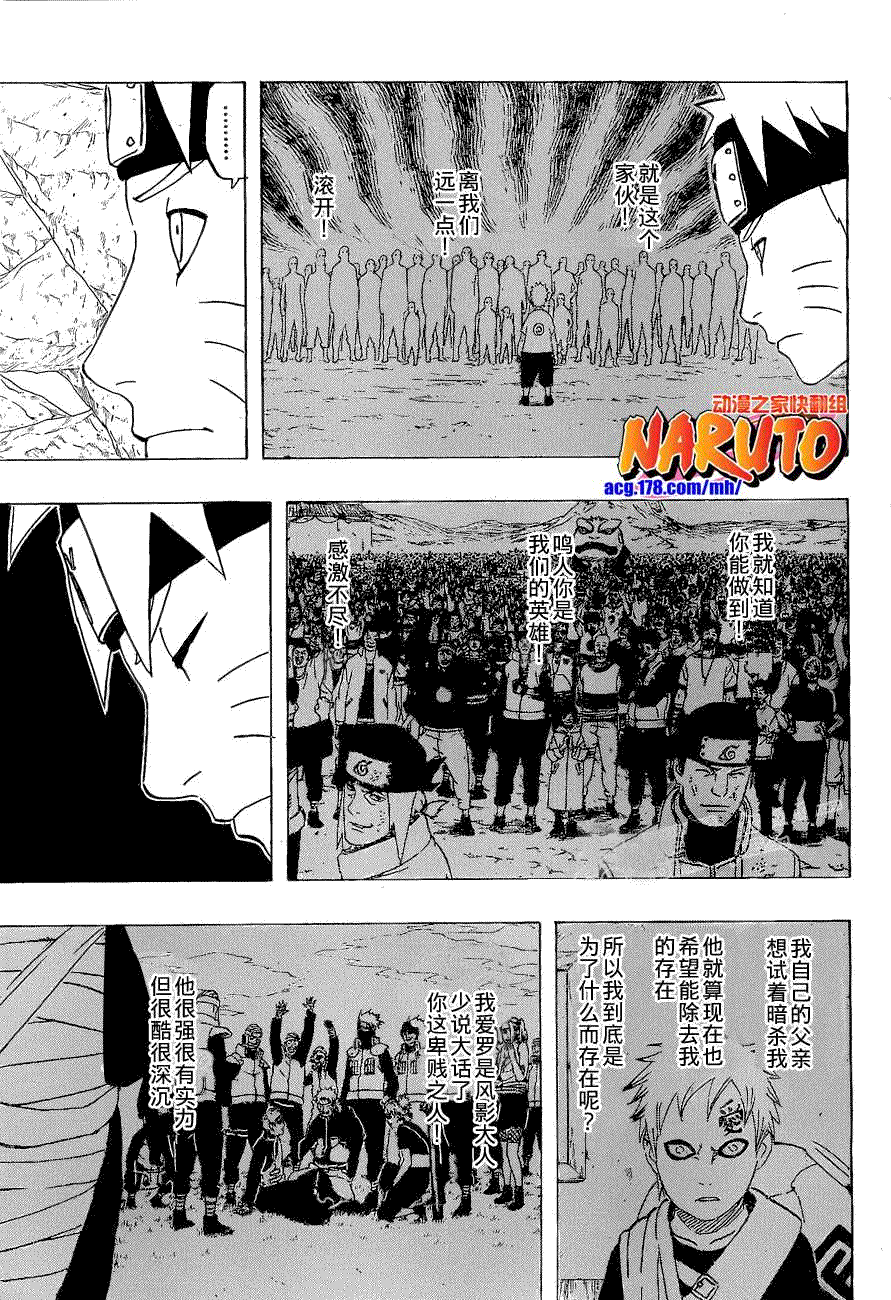 就是这个
家伙！
离我们
远一点！
滚开！
………
动漫之家快翻组
NARUTO
acg.178.com/mh/
我就知道
你能做到！
鸣人你是
我们的英雄！
感激不尽！
我自己的父亲
想试着暗杀我
他就算现在也
希望能除去我
的存在
所以我到底是
为了什么而存在呢？
愛
我爱罗是风影大人
少说大话了
你这卑贱之人！
他很强很有实力
但很酷很深沉